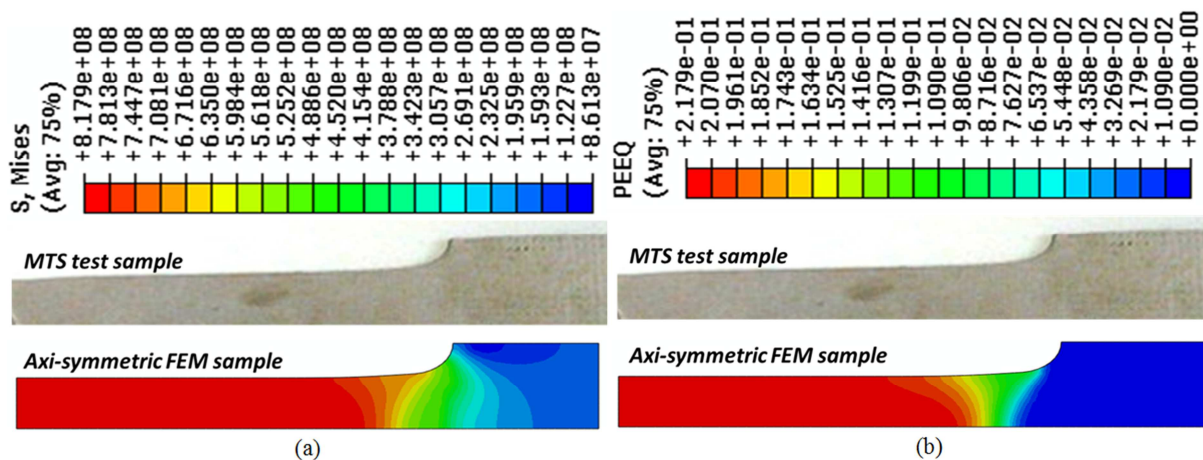 S, Mises
(Avg: 75%)
+8.179e+08
+7.813e+08
+7.447e+08
+7.081e+08
+6.716e+08
+6.350e+08
+5.984e+08
+5.618e+08
+5.252e+08
+4.886e+08
+4.520e+08
+4.154e+08
+3.788e+08
+3.423e+08
+3.057e+08
+2.691e+08
+2.325e+08
+1.959e+08
+1.593e+08
+1.227e+08
+8.613e+07
MTS test sample
Axi-symmetric FEM sample
(a)
PEEQ
(Avg: 75%)
+2.179e-01
+2.070e-01
+1.961e-01
+1.852e-01
+1.743e-01
+1.634e-01
+1.525e-01
+1.416e-01
+1.307e-01
+1.199e-01
+1.090e-01
+9.806e-02
+8.716e-02
+7.627e-02
+6.537e-02
+5.448e-02
+4.358e-02
+3.269e-02
+2.179e-02
+1.090e-02
+0.000e+00
MTS test sample
Axi-symmetric FEM sample
(b)